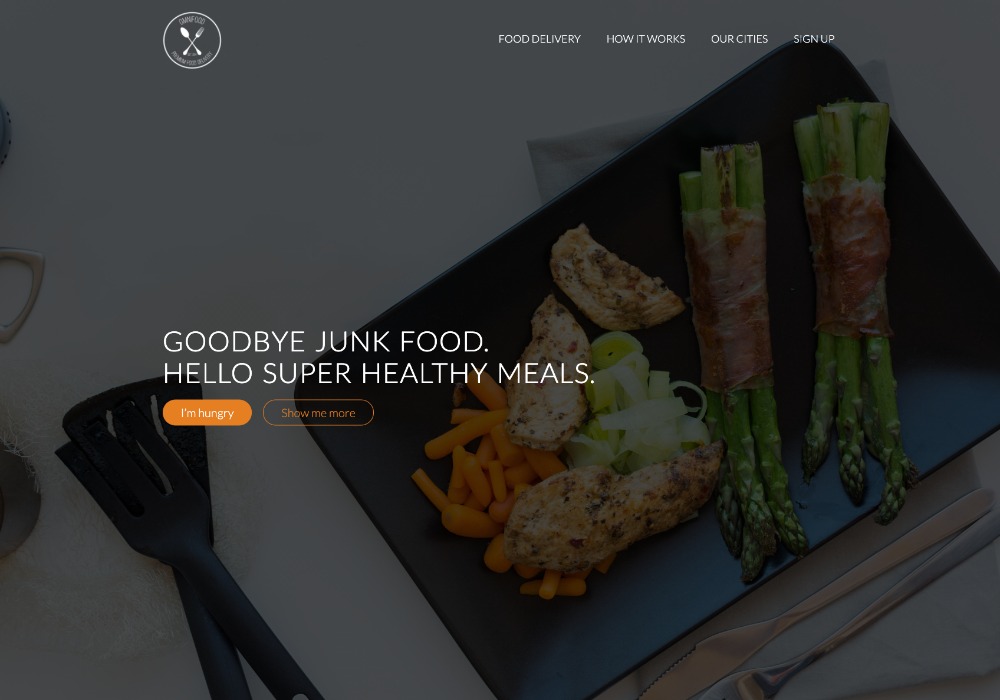 OMNIFOOD
PREMIUM FOOD DELIVERY
FOOD DELIVERY
HOW IT WORKS
OUR CITIES
SIGN UP
GOODBYE JUNK FOOD.
HELLO SUPER HEALTHY MEALS.
I'm hungry
Show me more